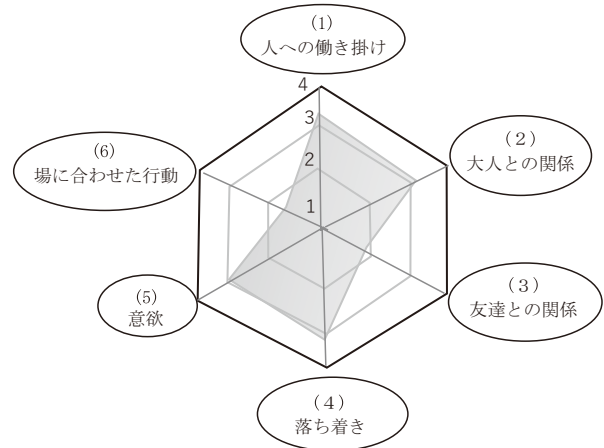 (1)
人への働き掛け
(2)
大人との関係
(3)
友達との関係
(4)
落ち着き
(5)
意欲
(6)
場に合わせた行動
4
3
2
1